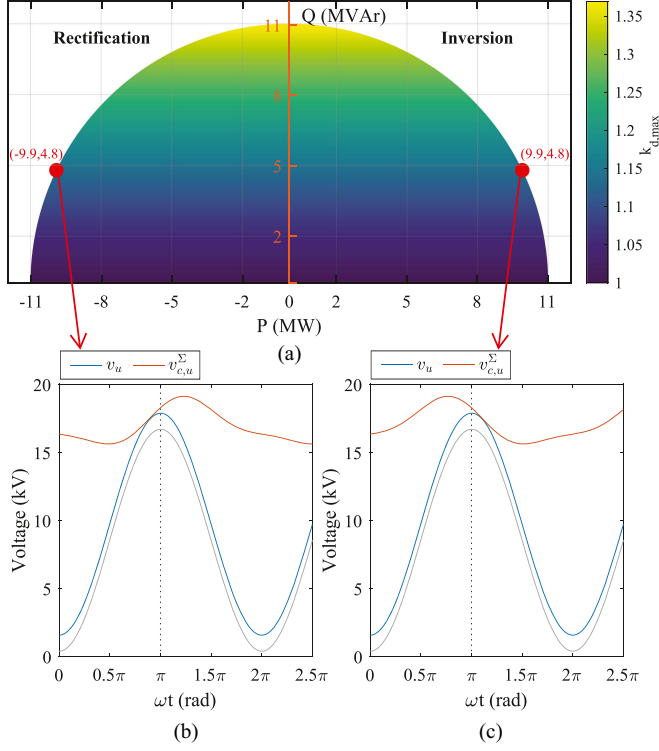 Q (MVAr)
Rectification
Inversion
11
8
5
2
(-9.9,4.8)
(9.9,4.8)
-11 -8 -5 -2 0 2 5 8 11
P (MW)
1.35
1.3
1.25
1.2
1.15
1.1
1.05
1
k_{d.max}
(a)
v_u v_{c,u}^Σ
20
15
10
5
0
Voltage (kV)
0 0.5π π 1.5π 2π 2.5π
ωt (rad)
(b)
v_u v_{c,u}^Σ
20
15
10
5
0
Voltage (kV)
0 0.5π π 1.5π 2π 2.5π
ωt (rad)
(c)